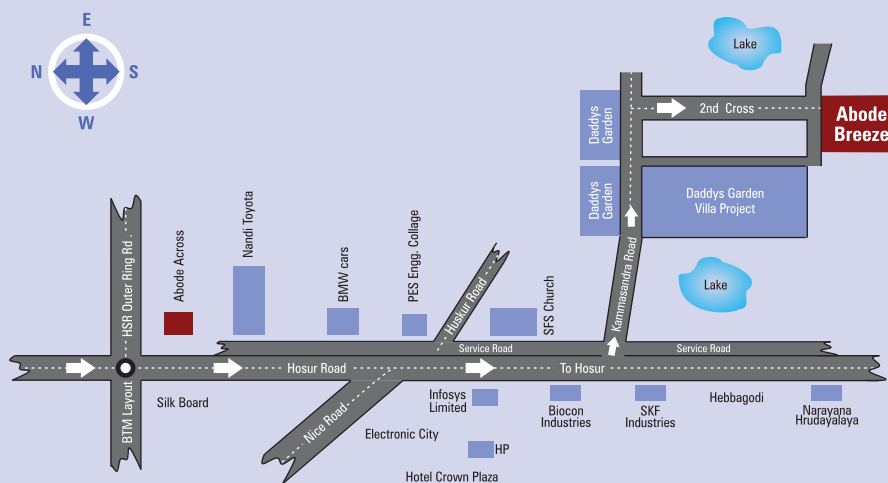 E
N
S
W
Lake
2nd Cross
Abode
Breeze
Daddys
Garden
Daddys
Garden
Daddys Garden
Villa Project
Lake
Kammasandra Road
HSR Outer Ring Rd
Abode Across
Nandi Toyota
BMW cars
PES Engg. Collage
Huskur Road
SFS Church
Service Road
Service Road
Hosur Road
To Hosur
BTM Layout
Silk Board
Nice Road
Infosys
Limited
Electronic City
HP
Hotel Crown Plaza
Biocon
Industries
SKF
Industries
Hebbagodi
Narayana
Hrudayalaya